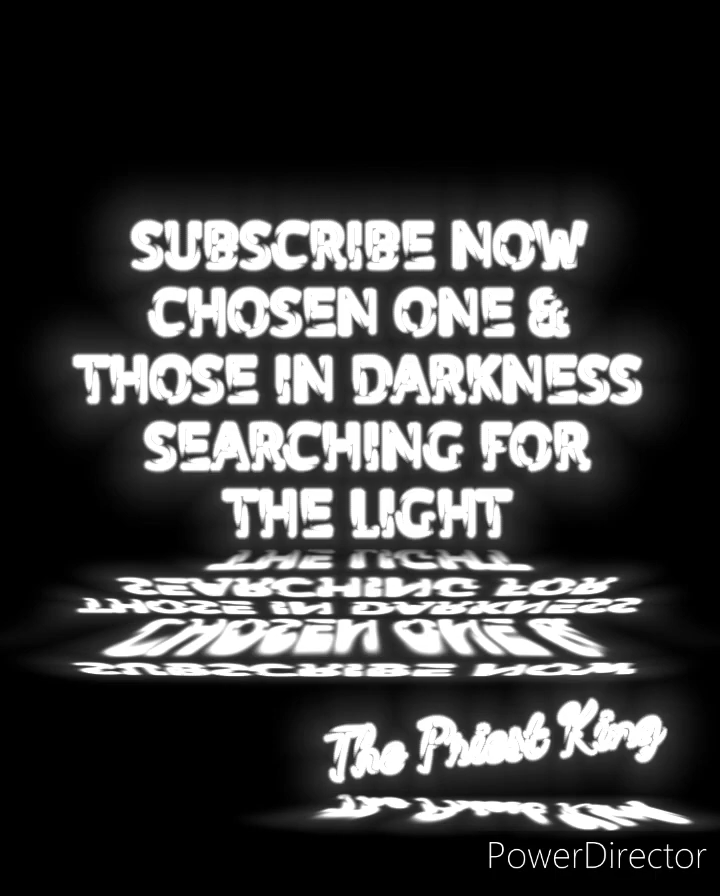 SUBSCRIBE NOW
CHOSEN ONE &
THOSE IN DARKNESS
SEARCHING FOR
THE LIGHT
The Priest King
PowerDirector